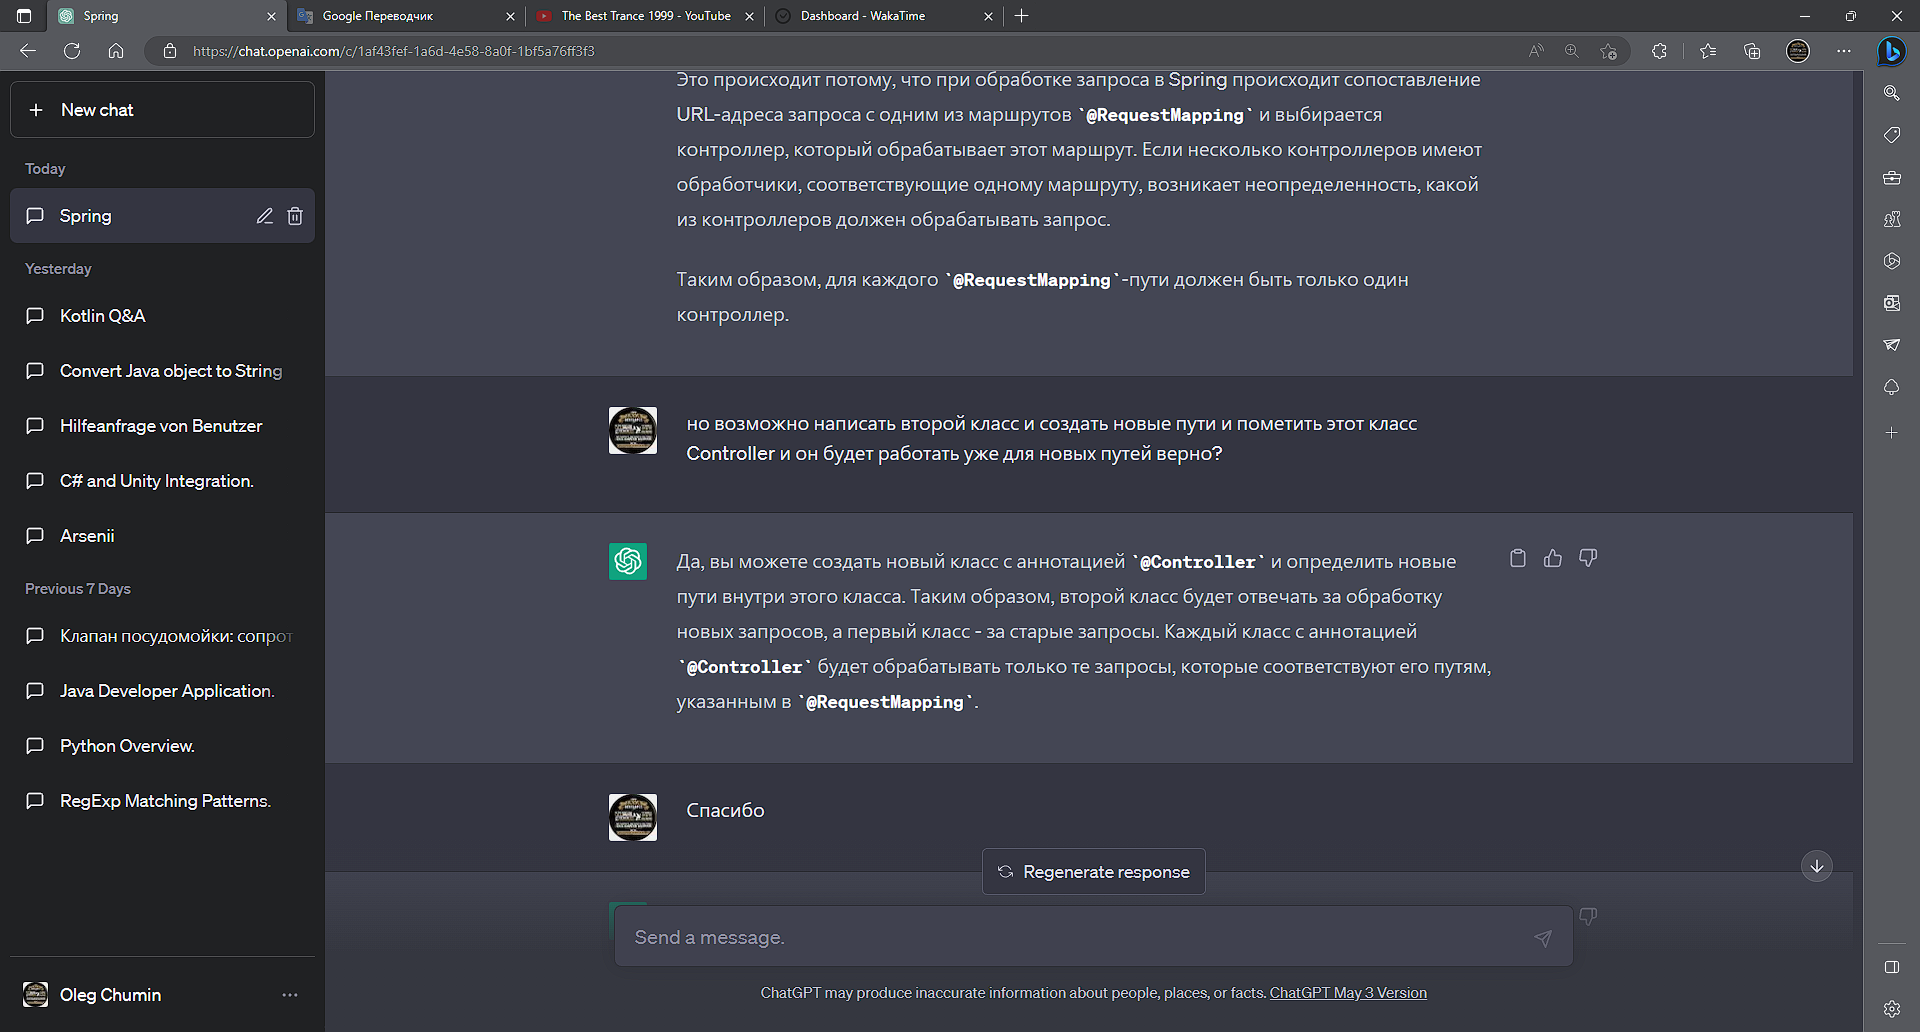 Spring
Google Переводчик
The Best Trance 1999 - YouTube
Dashboard - WakaTime
https://chat.openai.com/c/1af43fef-1a6d-4e58-8a0f-1bf5a76ff3f3
New chat
Today
Spring
Yesterday
Kotlin Q&A
Convert Java object to String
Hilfeanfrage von Benutzer
C# and Unity Integration.
Arsenii
Previous 7 Days
Клапан посудомойки: сопрот
Java Developer Application.
Python Overview.
RegExp Matching Patterns.
Oleg Chumin
Это происходит потому, что при обработке запроса в Spring происходит сопоставление
URL-адреса запроса с одним из маршрутов `@RequestMapping` и выбирается
контроллер, который обрабатывает этот маршрут. Если несколько контроллеров имеют
обработчики, соответствующие одному маршруту, возникает неопределенность, какой
из контроллеров должен обрабатывать запрос.
Таким образом, для каждого `@RequestMapping`-пути должен быть только один
контроллер.
но возможно написать второй класс и создать новые пути и пометить этот класс
Controller и он будет работать уже для новых путей верно?
Да, вы можете создать новый класс с аннотацией `@Controller` и определить новые
пути внутри этого класса. Таким образом, второй класс будет отвечать за обработку
новых запросов, а первый класс - за старые запросы. Каждый класс с аннотацией
`@Controller` будет обрабатывать только те запросы, которые соответствуют его путям,
указанным в `@RequestMapping`.
Спасибо
Regenerate response
Send a message.
ChatGPT may produce inaccurate information about people, places, or facts. ChatGPT May 3 Version